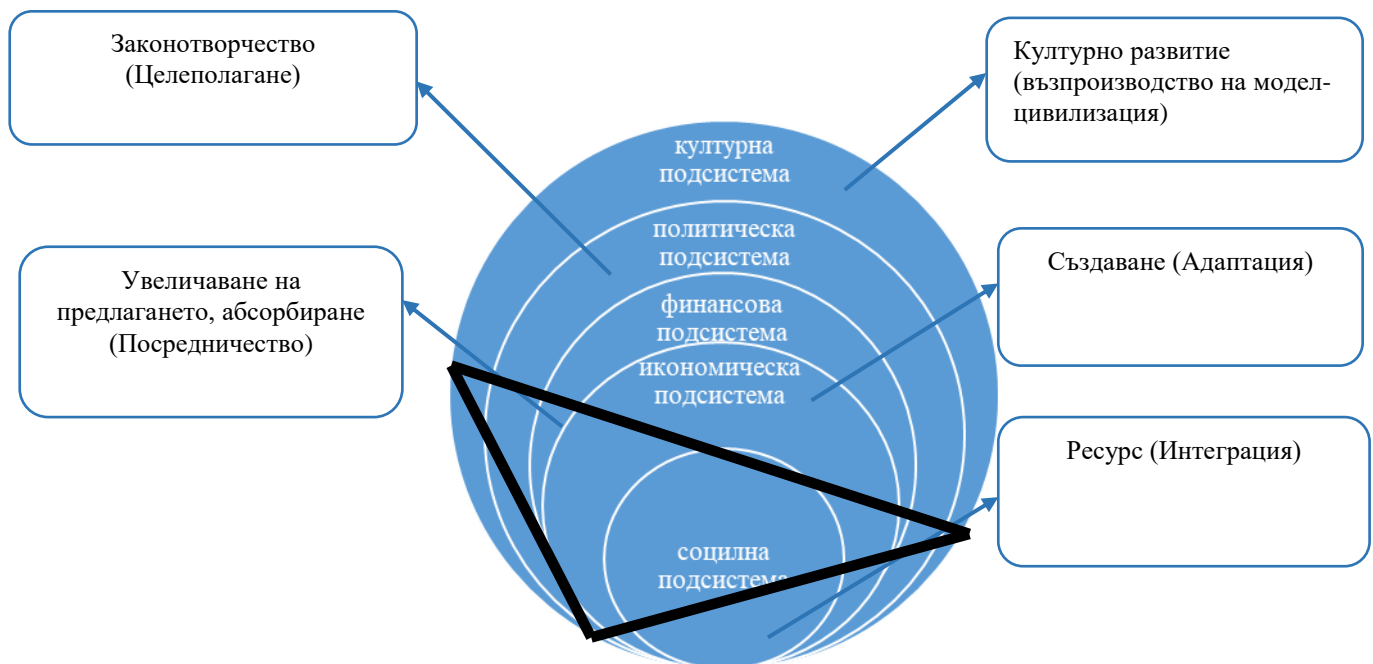 Законотворчество
(Целеполагане)
Културно развитие
(възпроизводство на модел-
цивилизация)
културна
подсистема
политическа
подсистема
Увеличаване на
предлагането, абсорбиране
(Посредничество)
Създаване (Адаптация)
финансова
подсистема
икономическа
подсистема
Ресурс (Интеграция)
социлна
подсистема